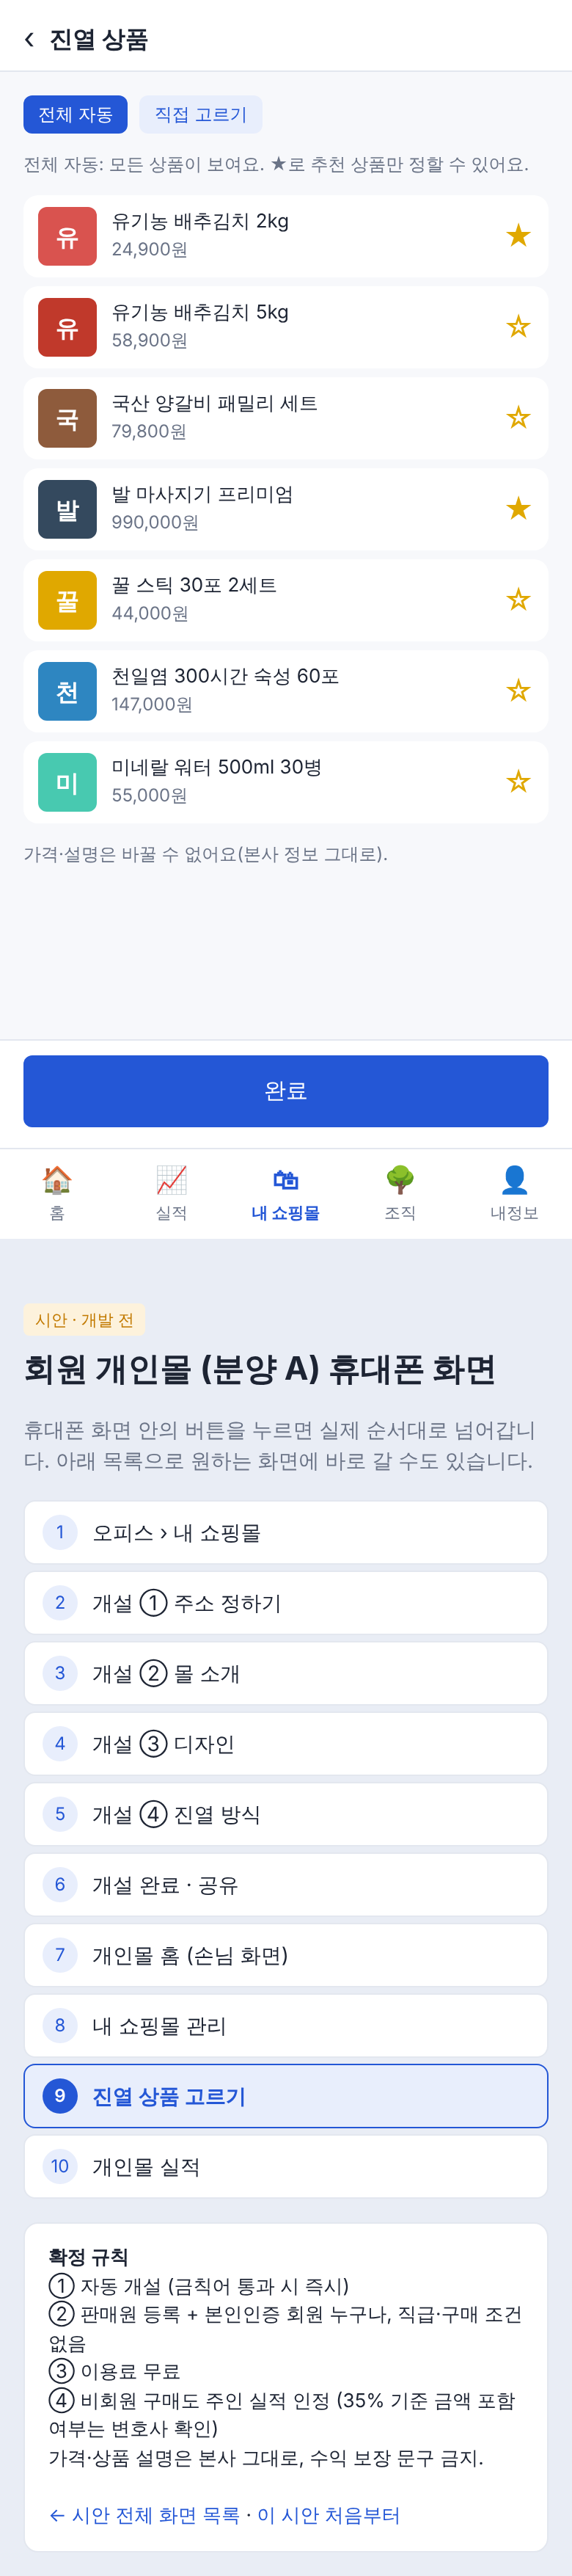 ‹ 진열 상품
전체 자동 직접 고르기
전체 자동: 모든 상품이 보여요. ★로 추천 상품만 정할 수 있어요.
유 유기농 배추김치 2kg ★
24,900원
유 유기농 배추김치 5kg ☆
58,900원
국 국산 양갈비 패밀리 세트 ☆
79,800원
발 발 마사지기 프리미엄 ★
990,000원
꿀 꿀 스틱 30포 2세트 ☆
44,000원
천 천일염 300시간 숙성 60포 ☆
147,000원
미 미네랄 워터 500ml 30병 ☆
55,000원
가격·설명은 바꿀 수 없어요(본사 정보 그대로).
완료
홈 실적 내 쇼핑몰 조직 내정보
시안 · 개발 전
회원 개인몰 (분양 A) 휴대폰 화면
휴대폰 화면 안의 버튼을 누르면 실제 순서대로 넘어갑니
다. 아래 목록으로 원하는 화면에 바로 갈 수도 있습니다.
1 오피스 › 내 쇼핑몰
2 개설 ① 주소 정하기
3 개설 ② 몰 소개
4 개설 ③ 디자인
5 개설 ④ 진열 방식
6 개설 완료 · 공유
7 개인몰 홈 (손님 화면)
8 내 쇼핑몰 관리
9 진열 상품 고르기
10 개인몰 실적
확정 규칙
① 자동 개설 (금칙어 통과 시 즉시)
② 판매원 등록 + 본인인증 회원 누구나, 직급·구매 조건
없음
③ 이용료 무료
④ 비회원 구매도 주인 실적 인정 (35% 기준 금액 포함
여부는 변호사 확인)
가격·상품 설명은 본사 그대로, 수익 보장 문구 금지.
← 시안 전체 화면 목록 · 이 시안 처음부터